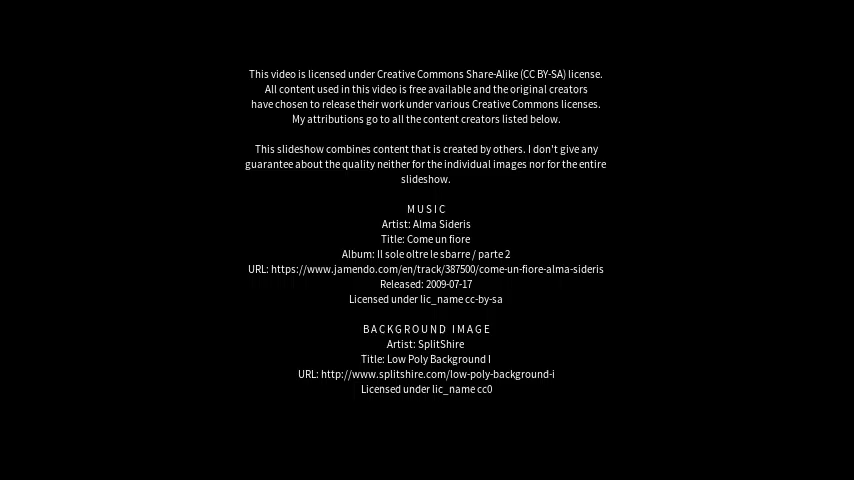 This video is licensed under Creative Commons Share-Alike (CC BY-SA) license.
All content used in this video is free available and the original creators
have chosen to release their work under various Creative Commons licenses.
My attributions go to all the content creators listed below.
This slideshow combines content that is created by others. I don't give any
guarantee about the quality neither for the individual images nor for the entire
slideshow.
MUSIC
Artist: Alma Sideris
Title: Come un fiore
Album: Il sole oltre le sbarre / parte 2
URL: https://www.jamendo.com/en/track/387500/come-un-fiore-alma-sideris
Released: 2009-07-17
Licensed under lic_name cc-by-sa
BACKGROUND IMAGE
Artist: SplitShire
Title: Low Poly Background I
URL: http://www.splitshire.com/low-poly-background-i
Licensed under lic_name cc0